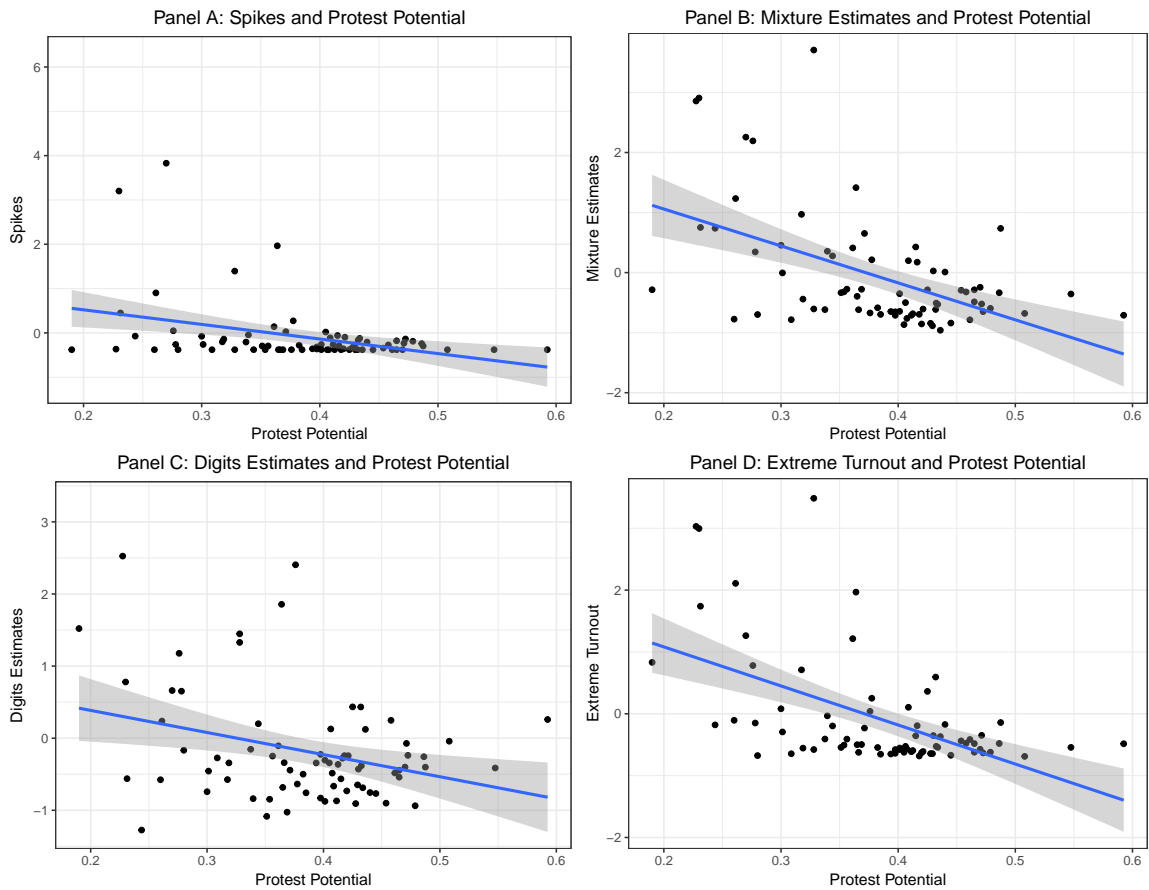 Panel A: Spikes and Protest Potential
6
4
2
0
Spikes
0.2 0.3 0.4 0.5 0.6
Protest Potential
Panel B: Mixture Estimates and Protest Potential
2
0
−2
Mixture Estimates
0.2 0.3 0.4 0.5 0.6
Protest Potential
Panel C: Digits Estimates and Protest Potential
3
2
1
0
−1
Digits Estimates
0.2 0.3 0.4 0.5 0.6
Protest Potential
Panel D: Extreme Turnout and Protest Potential
2
0
−2
Extreme Turnout
0.2 0.3 0.4 0.5 0.6
Protest Potential